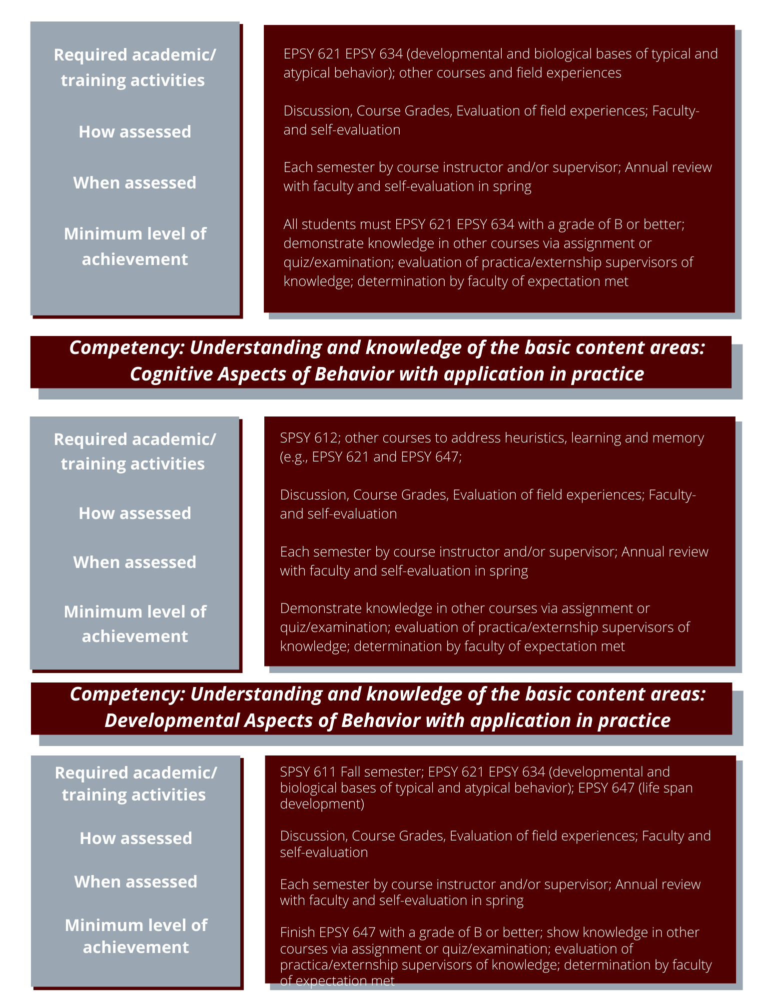 Required academic/
training activities
How assessed
When assessed
Minimum level of
achievement
EPSY 621 EPSY 634 (developmental and biological bases of typical and
atypical behavior); other courses and field experiences
Discussion, Course Grades, Evaluation of field experiences; Faculty-
and self-evaluation
Each semester by course instructor and/or supervisor; Annual review
with faculty and self-evaluation in spring
All students must EPSY 621 EPSY 634 with a grade of B or better;
demonstrate knowledge in other courses via assignment or
quiz/examination; evaluation of practica/externship supervisors of
knowledge; determination by faculty of expectation met
Competency: Understanding and knowledge of the basic content areas:
Cognitive Aspects of Behavior with application in practice
Required academic/
training activities
How assessed
When assessed
Minimum level of
achievement
SPSY 612; other courses to address heuristics, learning and memory
(e.g., EPSY 621 and EPSY 647;
Discussion, Course Grades, Evaluation of field experiences; Faculty-
and self-evaluation
Each semester by course instructor and/or supervisor; Annual review
with faculty and self-evaluation in spring
Demonstrate knowledge in other courses via assignment or
quiz/examination; evaluation of practica/externship supervisors of
knowledge; determination by faculty of expectation met
Competency: Understanding and knowledge of the basic content areas:
Developmental Aspects of Behavior with application in practice
Required academic/
training activities
How assessed
When assessed
Minimum level of
achievement
SPSY 611 Fall semester; EPSY 621 EPSY 634 (developmental and
biological bases of typical and atypical behavior); EPSY 647 (life span
development)
Discussion, Course Grades, Evaluation of field experiences; Faculty and
self-evaluation
Each semester by course instructor and/or supervisor; Annual review
with faculty and self-evaluation in spring
Finish EPSY 647 with a grade of B or better; show knowledge in other
courses via assignment or quiz/examination; evaluation of
practica/externship supervisors of knowledge; determination by faculty
of expectation met